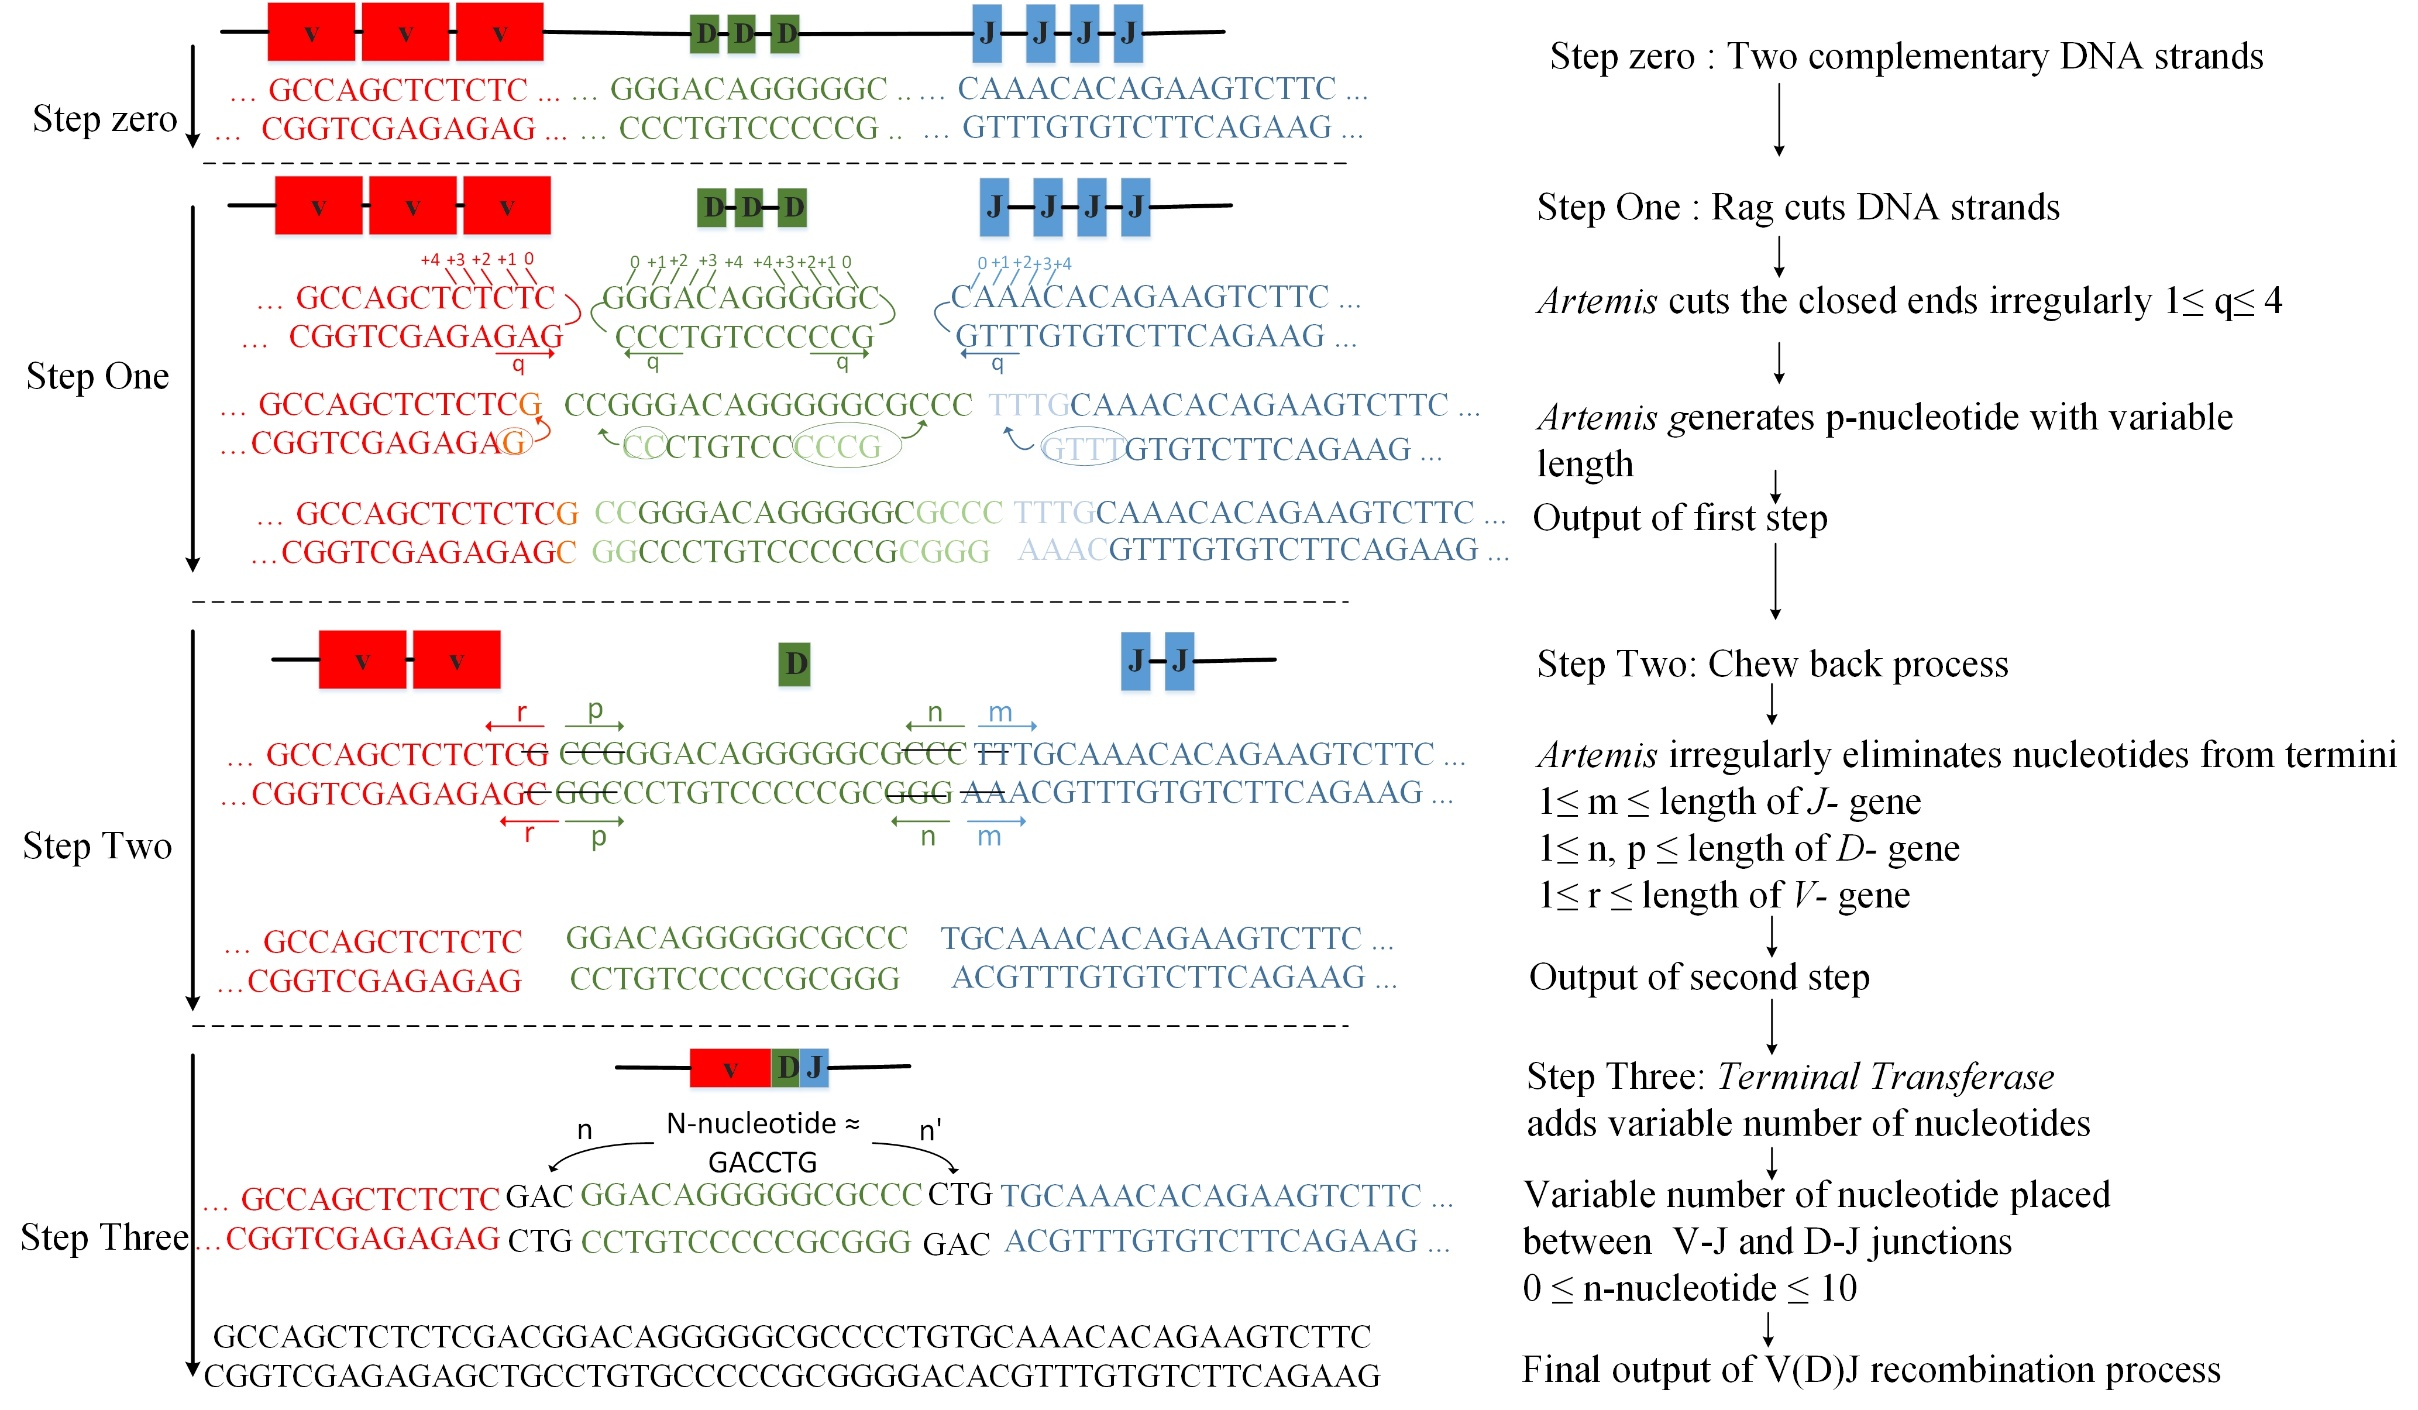 v v v D D D J J J J
Step zero : Two complementary DNA strands
... GCCAGCTCTCTC ... ... GGGACAGGGGGC .. ... CAAACACAGAAGTCTTC ...
Step zero
... CGGTCGAGAGAG ... ... CCCTGTCCCCCG .. ... GTTTGTGTCTTCAGAAG ...
v v v D D D J J J J
Step One : Rag cuts DNA strands
+4 +3 +2 +1 0 0 +1 +2 +3 +4 +4 +3 +2 +1 0 0 +1 +2 +3 +4
... GCCAGCTCTCTC GGGACAGGGGGC CAAACACAGAAGTCTTC ...
Artemis cuts the closed ends irregularly 1≤ q≤ 4
... CGGTCGAGAGAG CCCTGTCCCCCG GTTTGTGTCTTCAGAAG ...
q q q q
Step One
... GCCAGCTCTCTCG CCGGGACAGGGGGCGCCC TTTGCAAACACAGAAGTCTTC ...
Artemis generates p-nucleotide with variable
length
...CGGTCGAGAGAG CCCTGTCCCCCG GTTTGTGTCTTCAGAAG ...
... GCCAGCTCTCTCG CCGGGACAGGGGGCGCCC TTTGCAAACACAGAAGTCTTC ...
Output of first step
...CGGTCGAGAGAGC GGCCCTGTCCCCCGCGGG AAACGTTTGTGTCTTCAGAAG ...
v v D J J
Step Two: Chew back process
r p n m
... GCCAGCTCTCTCG CCGGGACAGGGGGCGCCC TTTGCAAACACAGAAGTCTTC ...
Artemis irregularly eliminates nucleotides from termini
...CGGTCGAGAGAGC GGCCCTGTCCCCCGCGGG AAACGTTTGTGTCTTCAGAAG ...
1≤ m ≤ length of J- gene
r p n m
Step Two
1≤ n, p ≤ length of D- gene
1≤ r ≤ length of V- gene
... GCCAGCTCTCTC GGACAGGGGGCGCCC TGCAAACACAGAAGTCTTC ...
...CGGTCGAGAGAG CCTGTCCCCCGCGGG ACGTTTGTGTCTTCAGAAG ...
Output of second step
v D J
Step Three: Terminal Transferase
adds variable number of nucleotides
n N-nucleotide ≈ n'
GACCTG
... GCCAGCTCTCTC GAC GGACAGGGGGCGCCC CTG TGCAAACACAGAAGTCTTC ...
Variable number of nucleotide placed
between V-J and D-J junctions
Step Three
...CGGTCGAGAGAG CTG CCTGTCCCCCGCGGG GAC ACGTTTGTGTCTTCAGAAG ...
0 ≤ n-nucleotide ≤ 10
GCCAGCTCTCTCGACGGACAGGGGGCGCCCCTGTGCAAACACAGAAGTCTTC
CGGTCGAGAGAGCTGCCTGTGCCCCCGCGGGGACACGTTTGTGTCTTCAGAAG
Final output of V(D)J recombination process